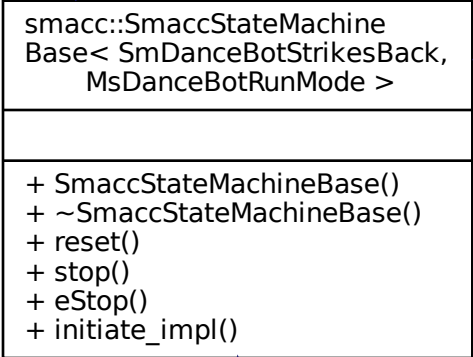 smacc::SmaccStateMachine
Base< SmDanceBotStrikesBack,
MsDanceBotRunMode >
+ SmaccStateMachineBase()
+ ~SmaccStateMachineBase()
+ reset()
+ stop()
+ eStop()
+ initiate_impl()